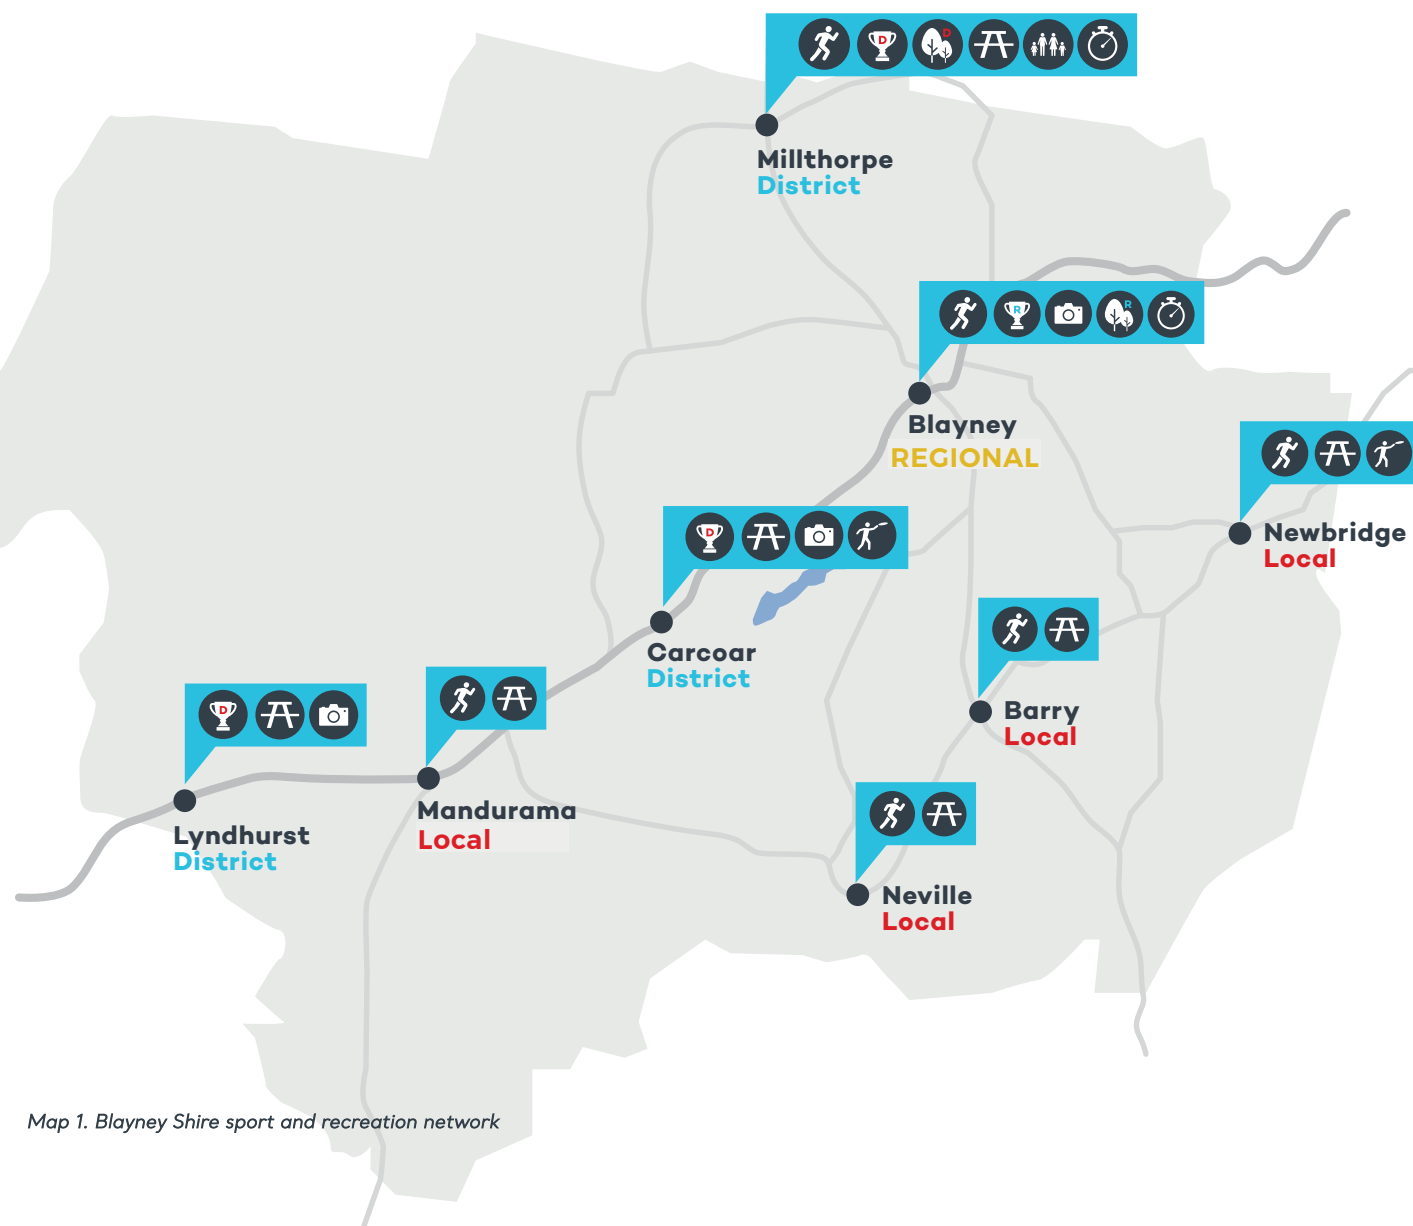 D
D
Millthorpe
District
R
R
Blayney
REGIONAL
Newbridge
Local
D
Carcoar
District
Barry
Local
D
Lyndhurst
District
Mandurama
Local
Neville
Local
Map 1. Blayney Shire sport and recreation network